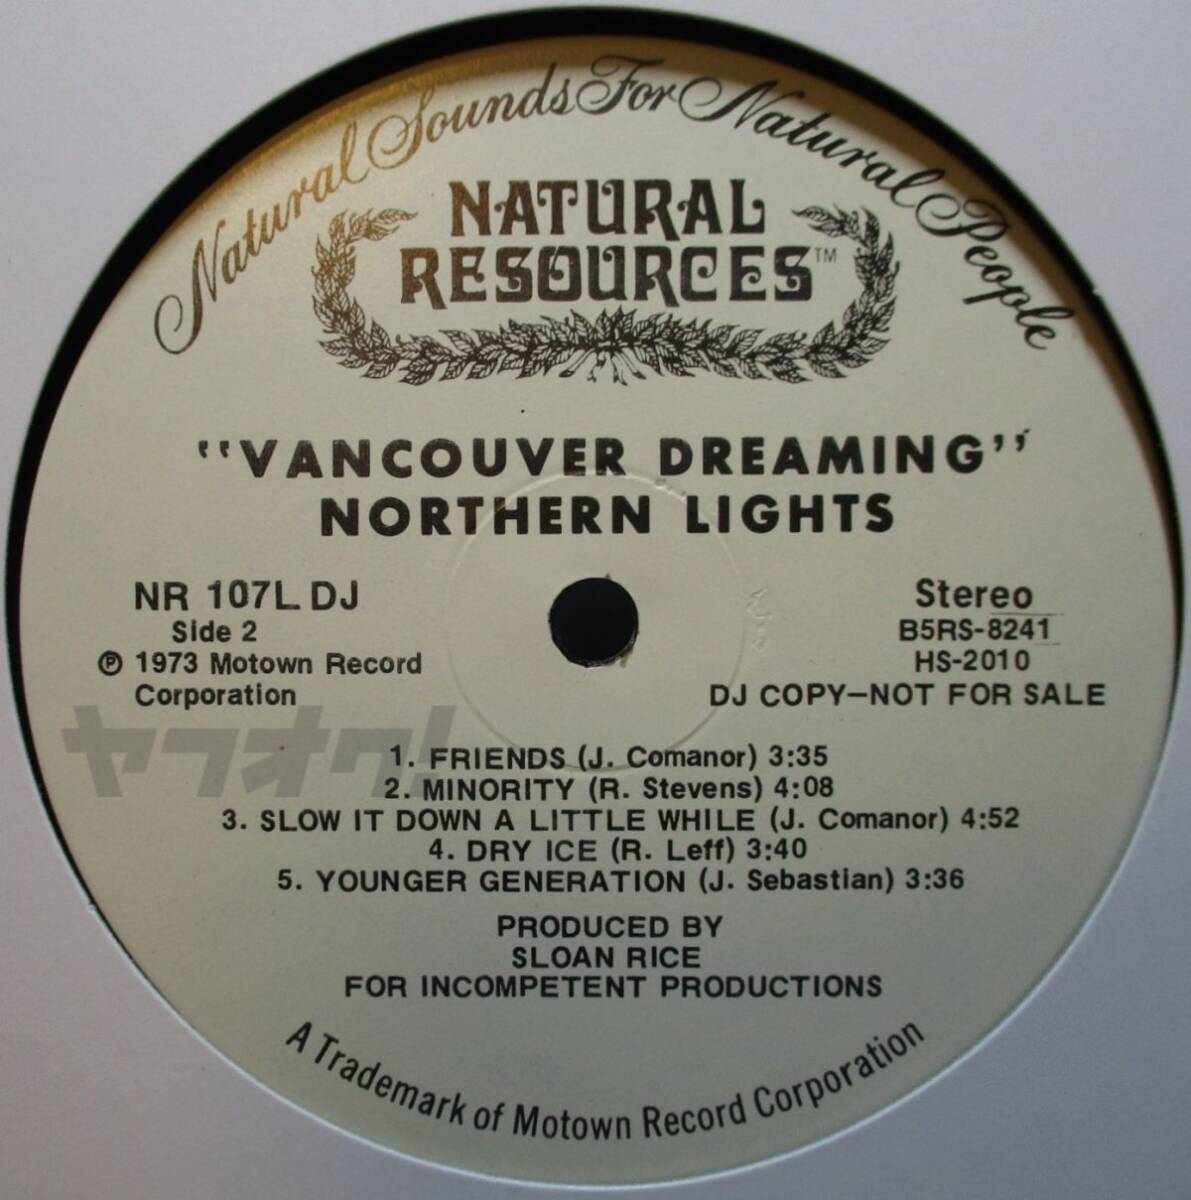 Natural Sounds For Natural People
NATURAL
RESOURCES™
"VANCOUVER DREAMING"
NORTHERN LIGHTS
NR 107L DJ
Side 2
℗ 1973 Motown Record
Corporation
Stereo
B5RS-8241
HS-2010
DJ COPY—NOT FOR SALE
ヤフオク!
1. FRIENDS (J. Comanor) 3:35
2. MINORITY (R. Stevens) 4:08
3. SLOW IT DOWN A LITTLE WHILE (J. Comanor) 4:52
4. DRY ICE (R. Leff) 3:40
5. YOUNGER GENERATION (J. Sebastian) 3:36
PRODUCED BY
SLOAN RICE
FOR INCOMPETENT PRODUCTIONS
A Trademark of Motown Record Corporation